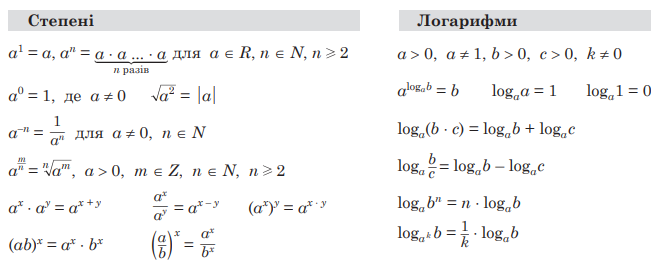 Степені
a¹ = a, aⁿ = a · a ... · a для a ∈ R, n ∈ N, n ⩾ 2
n разів
a⁰ = 1, де a ≠ 0 √a² = |a|
a⁻ⁿ = 1/aⁿ для a ≠ 0, n ∈ N
a^(m/n) = ⁿ√aᵐ, a > 0, m ∈ Z, n ∈ N, n ⩾ 2
aˣ · aʸ = aˣ⁺ʸ aˣ/aʸ = aˣ⁻ʸ (aˣ)ʸ = a^(x · y)
(ab)ˣ = aˣ · bˣ (a/b)ˣ = aˣ/bˣ
Логарифми
a > 0, a ≠ 1, b > 0, c > 0, k ≠ 0
a^(logₐb) = b logₐa = 1 logₐ1 = 0
logₐ(b · c) = logₐb + logₐc
logₐ b/c = logₐb – logₐc
logₐbⁿ = n · logₐb
log_(aᵏ) b = 1/k · logₐb